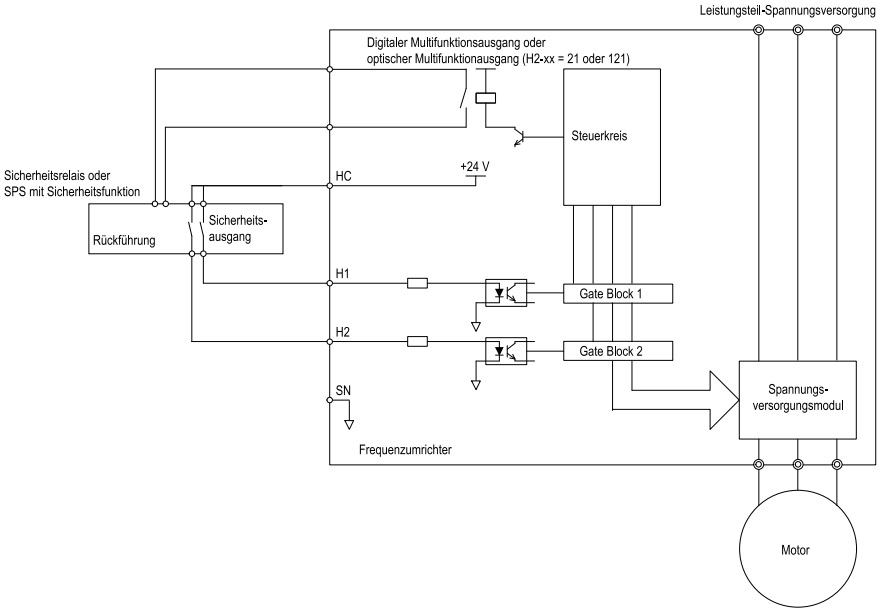 Leistungsteil-Spannungsversorgung
Digitaler Multifunktionsausgang oder
optischer Multifunktionausgang (H2-xx = 21 oder 121)
Steuerkreis
+24 V
HC
Sicherheitsrelais oder
SPS mit Sicherheitsfunktion
Sicherheits-
ausgang
Rückführung
H1
Gate Block 1
H2
Gate Block 2
SN
Spannungs-
versorgungsmodul
Frequenzumrichter
Motor